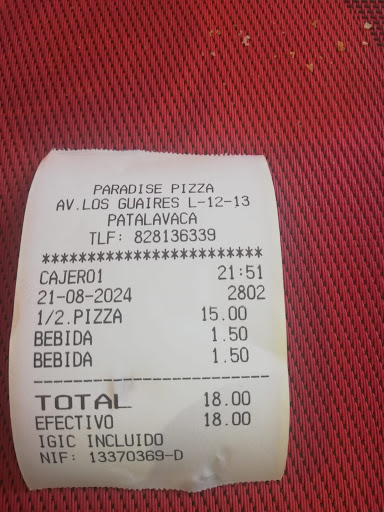 PARADISE PIZZA
AV.LOS GUAIRES L-12-13
PATALAVACA
TLF: 828136339
************************
CAJERO1 21:51
21-08-2024 2802
1/2.PIZZA 15.00
BEBIDA 1.50
BEBIDA 1.50
--------------------------
TOTAL 18.00
EFECTIVO 18.00
IGIC INCLUIDO
NIF: 13370369-D